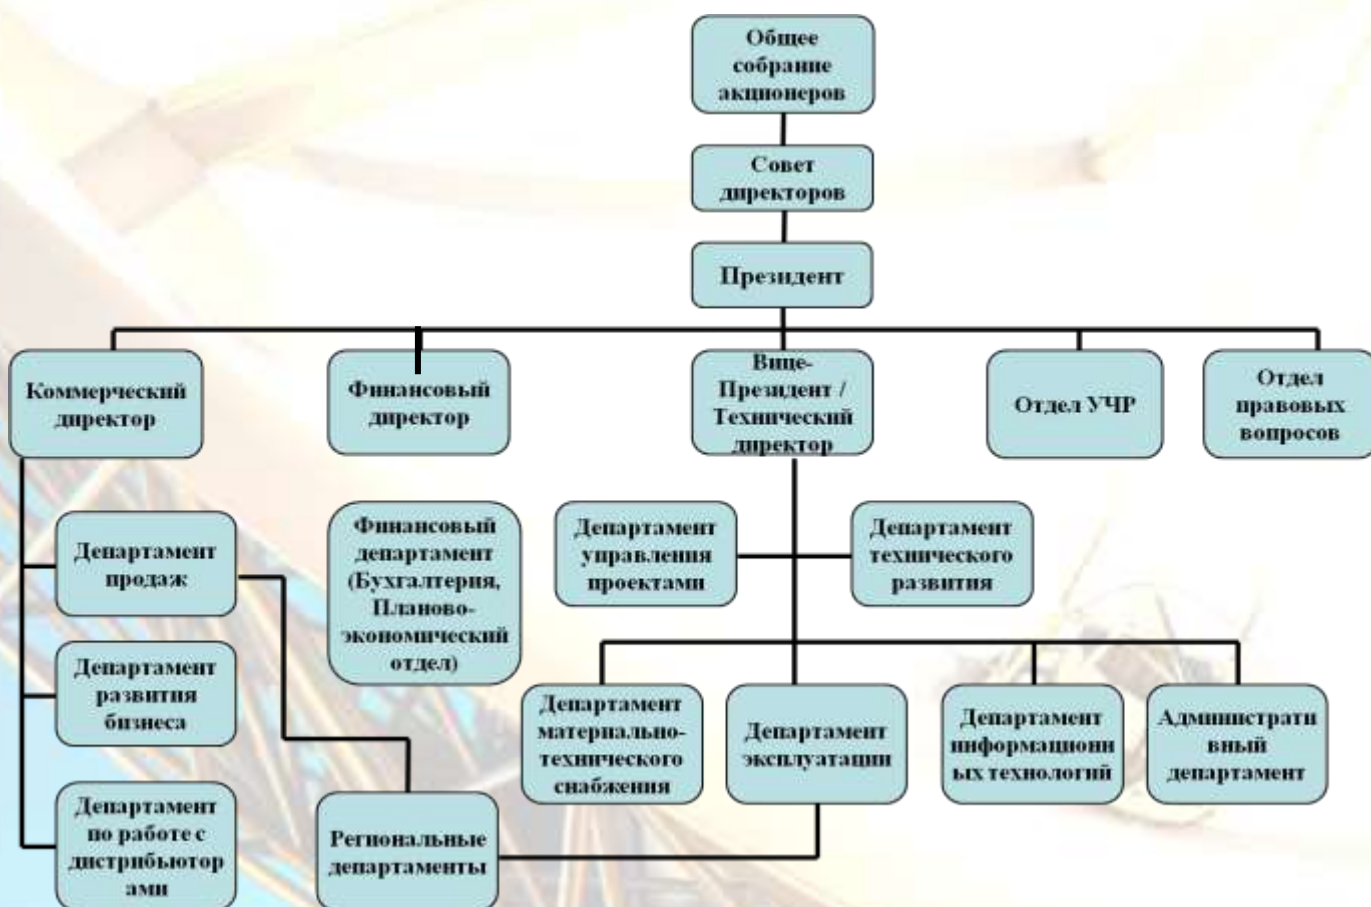 Общее
собрание
акционеров
Совет
директоров
Президент
Коммерческий
директор
Финансовый
директор
Вице-
Президент /
Технический
директор
Отдел УЧР
Отдел
правовых
вопросов
Департамент
продаж
Финансовый
департамент
(Бухгалтерия,
Планово-
экономический
отдел)
Департамент
управления
проектами
Департамент
технического
развития
Департамент
развития
бизнеса
Департамент
материально-
технического
снабжения
Департамент
эксплуатации
Департамент
информационн
ых технологий
Администрати
вный
департамент
Департамент
по работе с
дистрибьютор
ами
Региональные
департаменты